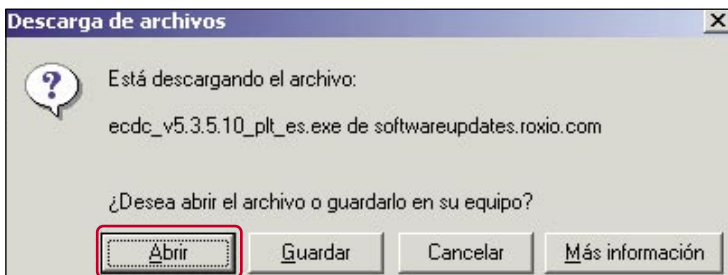 Descarga de archivos
Está descargando el archivo:
ecdc_v5.3.5.10_plt_es.exe de softwareupdates.roxio.com
¿Desea abrir el archivo o guardarlo en su equipo?
Abrir Guardar Cancelar Más información